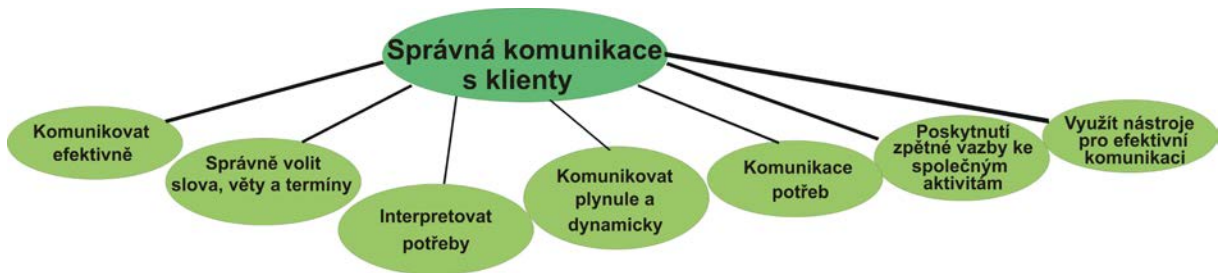 Správná komunikace
s klienty
Komunikovat
efektivně
Správně volit
slova, věty a termíny
Interpretovat
potřeby
Komunikovat
plynule a
dynamicky
Komunikace
potřeb
Poskytnutí
zpětné vazby ke
společným
aktivitám
Využít nástroje
pro efektivní
komunikaci